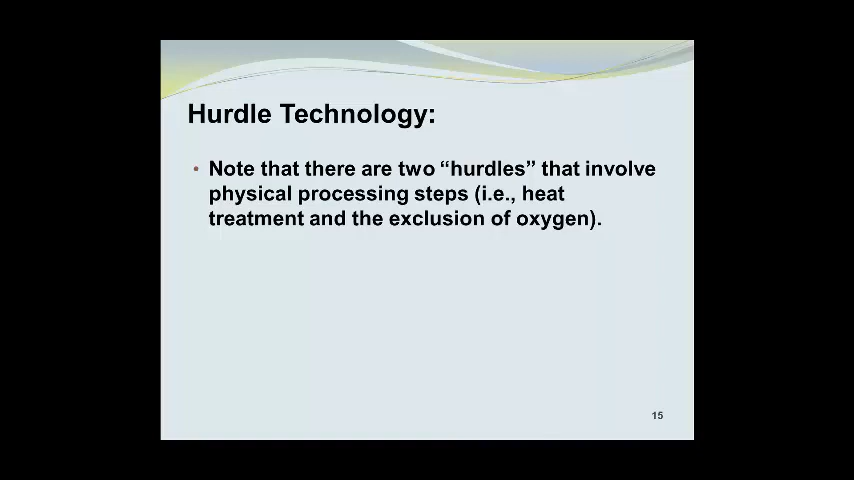 Hurdle Technology:
• Note that there are two “hurdles” that involve
physical processing steps (i.e., heat
treatment and the exclusion of oxygen).
15